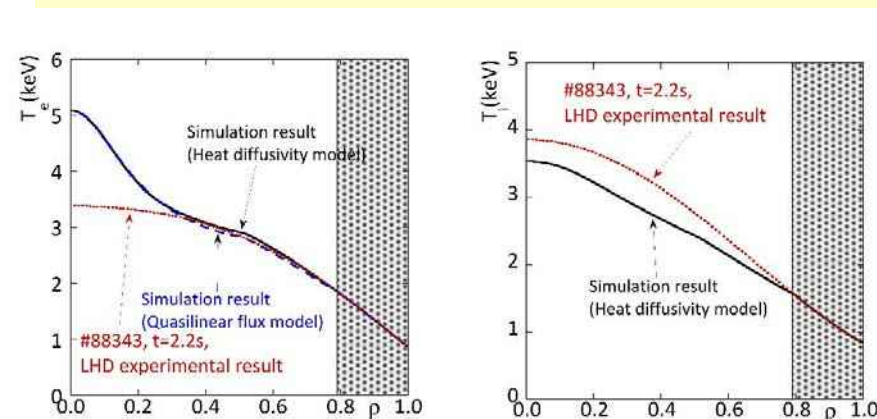 6
5
4
3
2
1
0
T_e (keV)
Simulation result
(Heat diffusivity model)
Simulation result
(Quasilinear flux model)
#88343, t=2.2s,
LHD experimental result
0.0 0.2 0.4 0.6 0.8 ρ 1.0
5
4
3
2
1
0
T_i (keV)
#88343, t=2.2s,
LHD experimental result
Simulation result
(Heat diffusivity model)
0.0 0.2 0.4 0.6 0.8 ρ 1.0